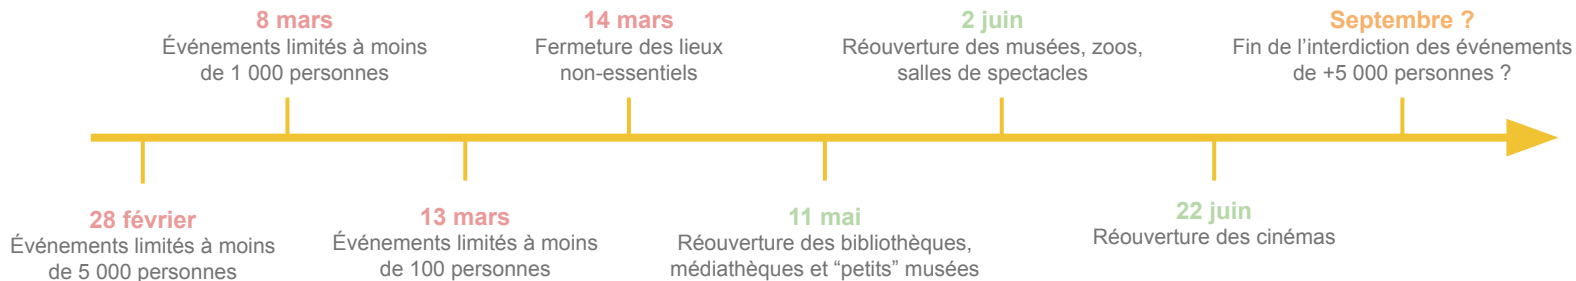 8 mars
Événements limités à moins
de 1 000 personnes
14 mars
Fermeture des lieux
non-essentiels
2 juin
Réouverture des musées, zoos,
salles de spectacles
Septembre ?
Fin de l’interdiction des événements
de +5 000 personnes ?
28 février
Événements limités à moins
de 5 000 personnes
13 mars
Événements limités à moins
de 100 personnes
11 mai
Réouverture des bibliothèques,
médiathèques et “petits” musées
22 juin
Réouverture des cinémas